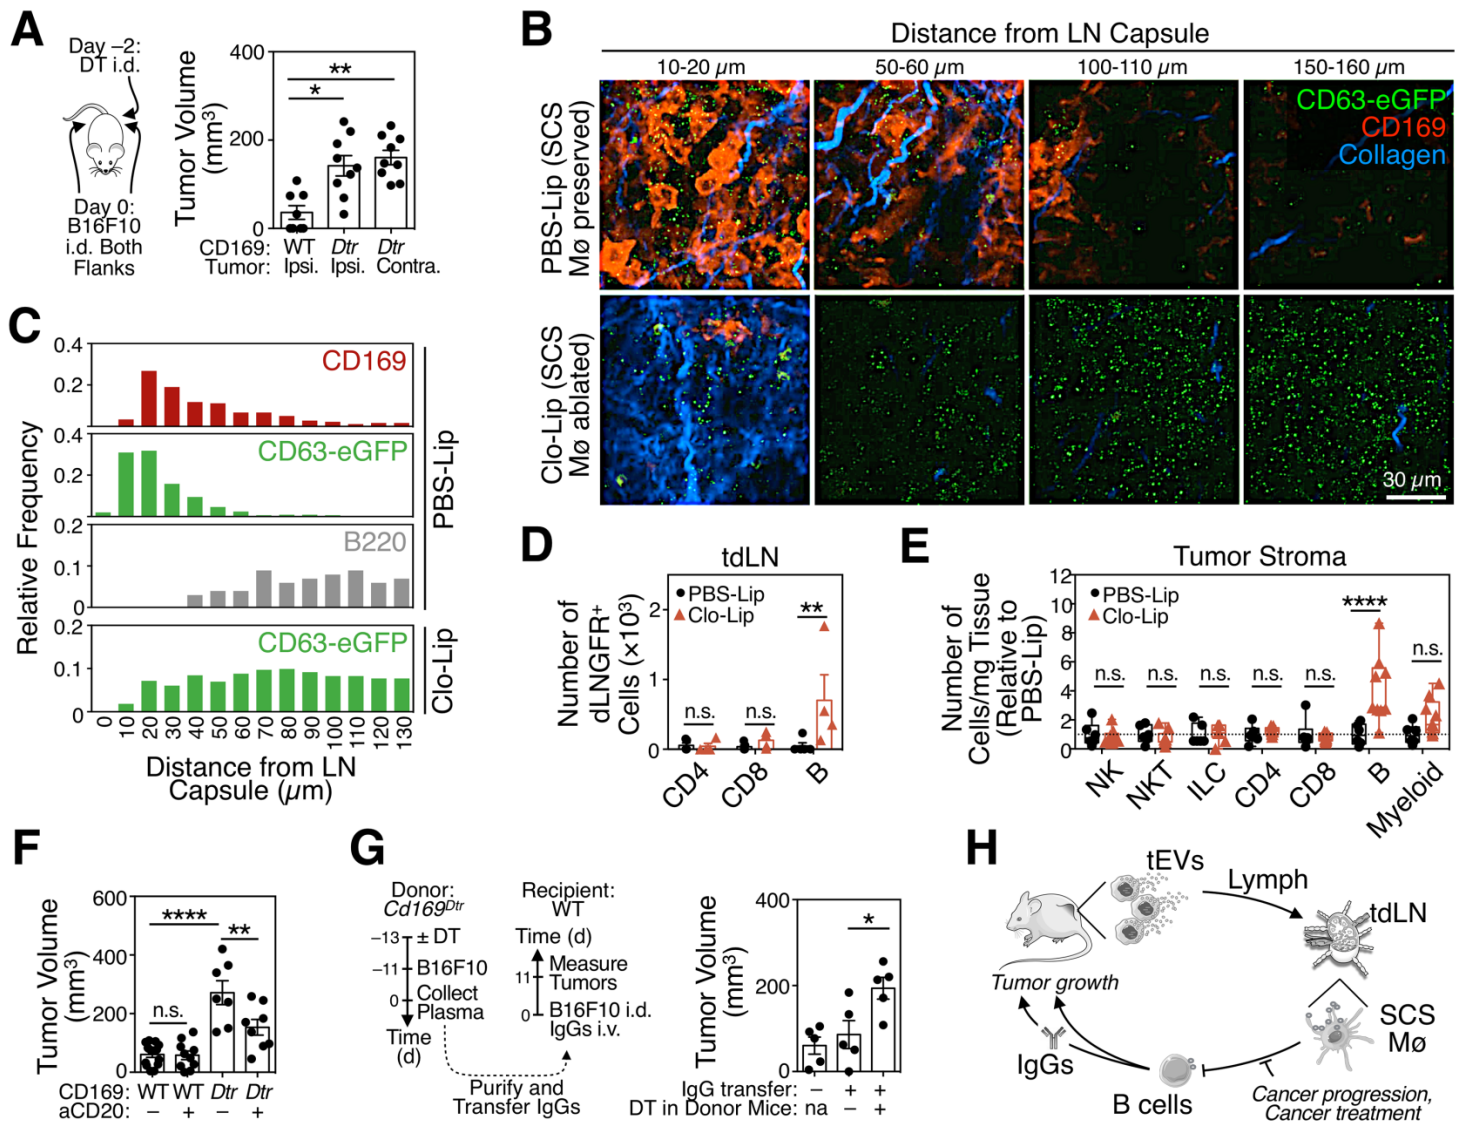 A
Day –2:
DT i.d.
Day 0:
B16F10
i.d. Both
Flanks
Tumor Volume
(mm3)
400
200
0
**
*
CD169: WT Dtr Dtr
Tumor: Ipsi. Ipsi. Contra.
B
Distance from LN Capsule
10-20 µm 50-60 µm 100-110 µm 150-160 µm
PBS-Lip (SCS
Mø preserved)
CD63-eGFP
CD169
Collagen
Clo-Lip (SCS
Mø ablated)
30 µm
C
Relative Frequency
0.4
0.2
0
CD169
0.4
0.2
0
CD63-eGFP
0.2
0.1
0
B220
PBS-Lip
0.2
0.1
0
CD63-eGFP
Clo-Lip
0 10 20 30 40 50 60 70 80 90 100 110 120 130
Distance from LN
Capsule (µm)
D
tdLN
Number of
dLNGFR+
Cells (×103)
2
1
0
PBS-Lip
Clo-Lip
n.s. n.s. **
CD4 CD8 B
E
Tumor Stroma
Number of
Cells/mg Tissue
(Relative to
PBS-Lip)
12
10
8
6
4
2
0
PBS-Lip
Clo-Lip
n.s. n.s. n.s. n.s. n.s. **** n.s.
NK NKT ILC CD4 CD8 B Myeloid
F
Tumor Volume
(mm3)
600
400
200
0
****
**
n.s.
CD169: WT WT Dtr Dtr
aCD20: – + – +
G
Donor:
Cd169Dtr
–13 ± DT
–11 B16F10
0 Collect
Plasma
Time
(d)
Recipient:
WT
Time (d)
11 Measure
Tumors
0 B16F10 i.d.
IgGs i.v.
Purify and
Transfer IgGs
Tumor Volume
(mm3)
400
200
0
*
IgG transfer: – + +
DT in Donor Mice: na – +
H
tEVs
Lymph
tdLN
Tumor growth
SCS
Mø
IgGs
B cells
Cancer progression,
Cancer treatment